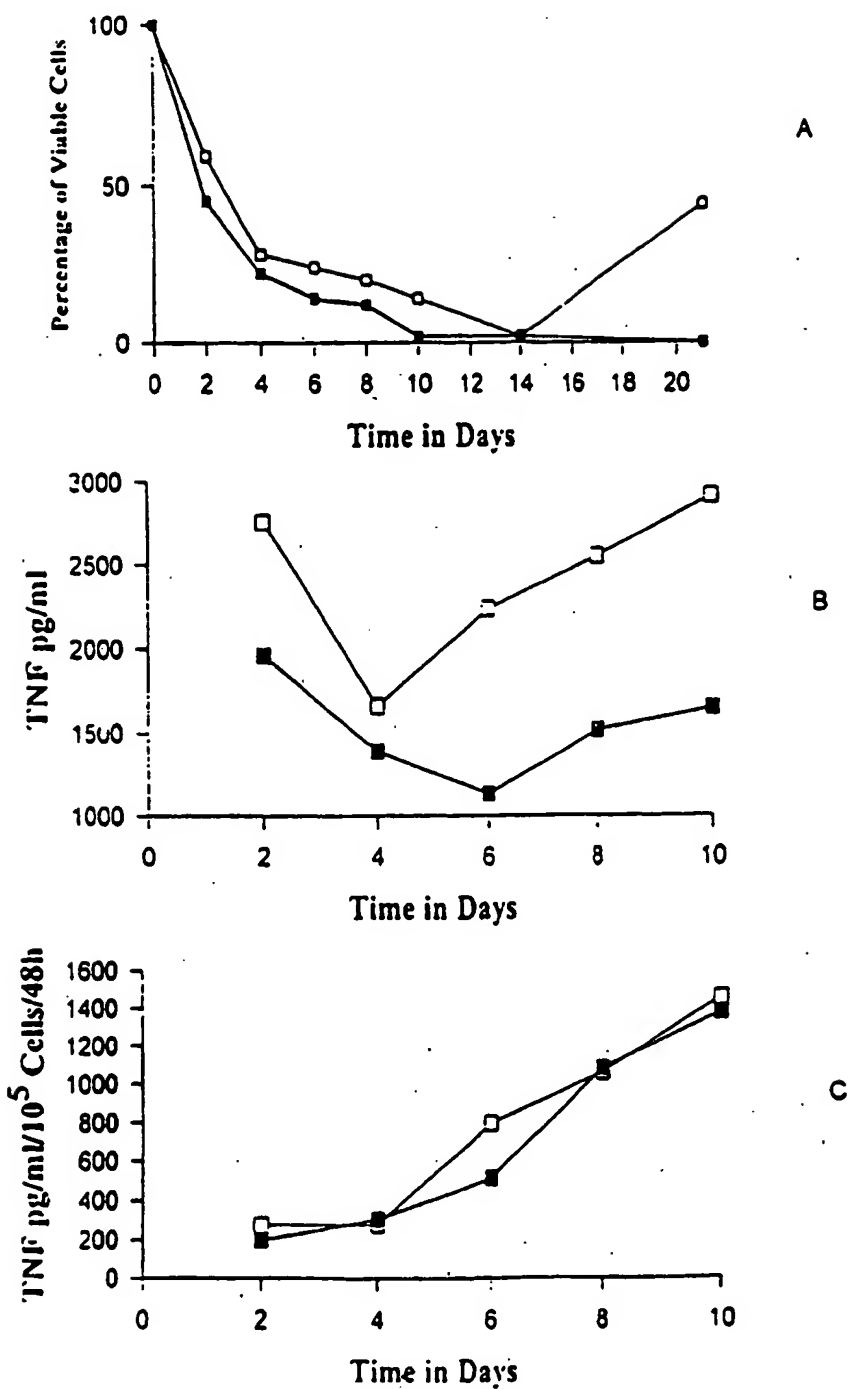 100
50
0
Percentage of Viable Cells
0 2 4 6 8 10 12 14 16 18 20
Time in Days
A
3000
2500
2000
1500
1000
TNF pg/ml
0 2 4 6 8 10
Time in Days
B
1600
1400
1200
1000
800
600
400
200
0
TNF pg/ml/10⁵ Cells/48h
0 2 4 6 8 10
Time in Days
C